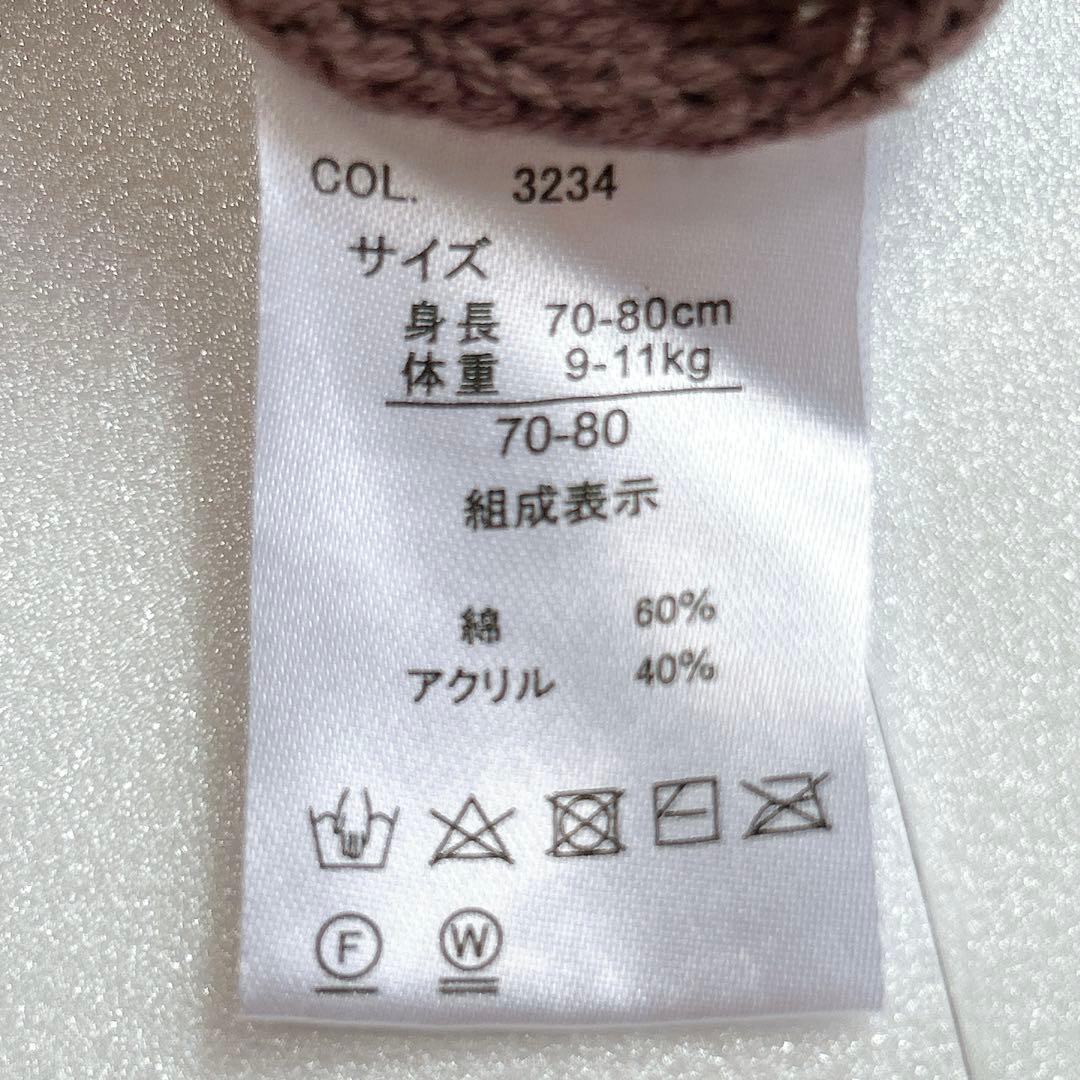 COL. 3234
サイズ
身長 70-80cm
体重 9-11kg
70-80
組成表示
綿 60%
アクリル 40%
F W